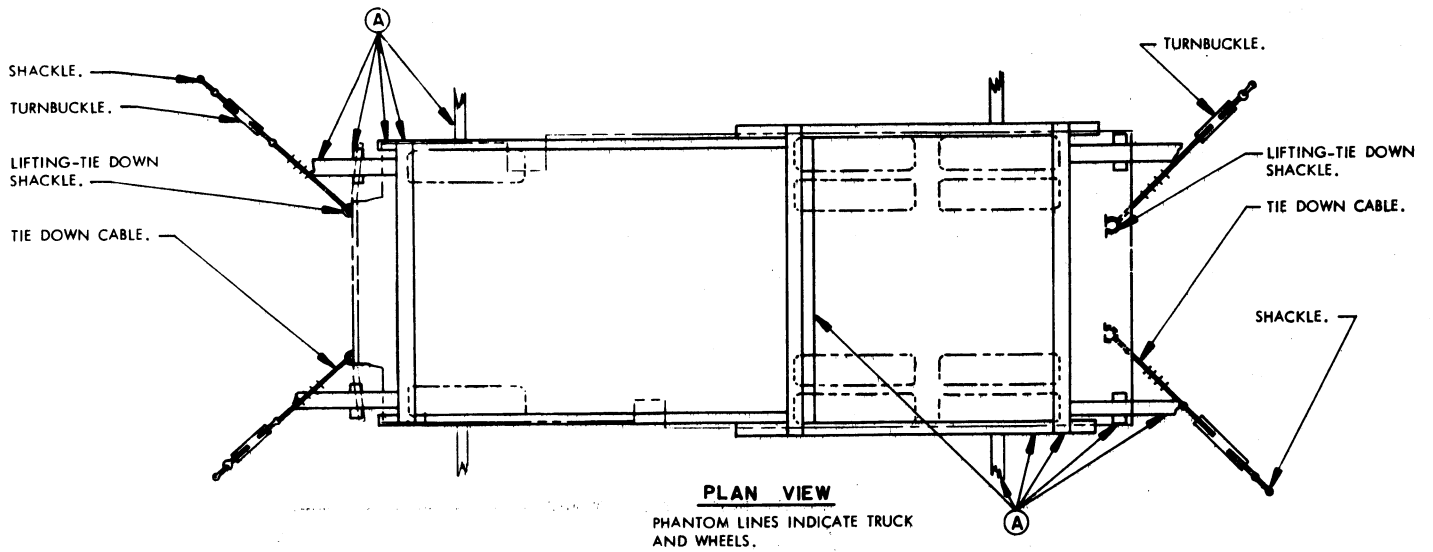 A
SHACKLE.
TURNBUCKLE.
LIFTING-TIE DOWN
SHACKLE.
TIE DOWN CABLE.
TURNBUCKLE.
LIFTING-TIE DOWN
SHACKLE.
TIE DOWN CABLE.
SHACKLE.
A
PLAN VIEW
PHANTOM LINES INDICATE TRUCK
AND WHEELS.